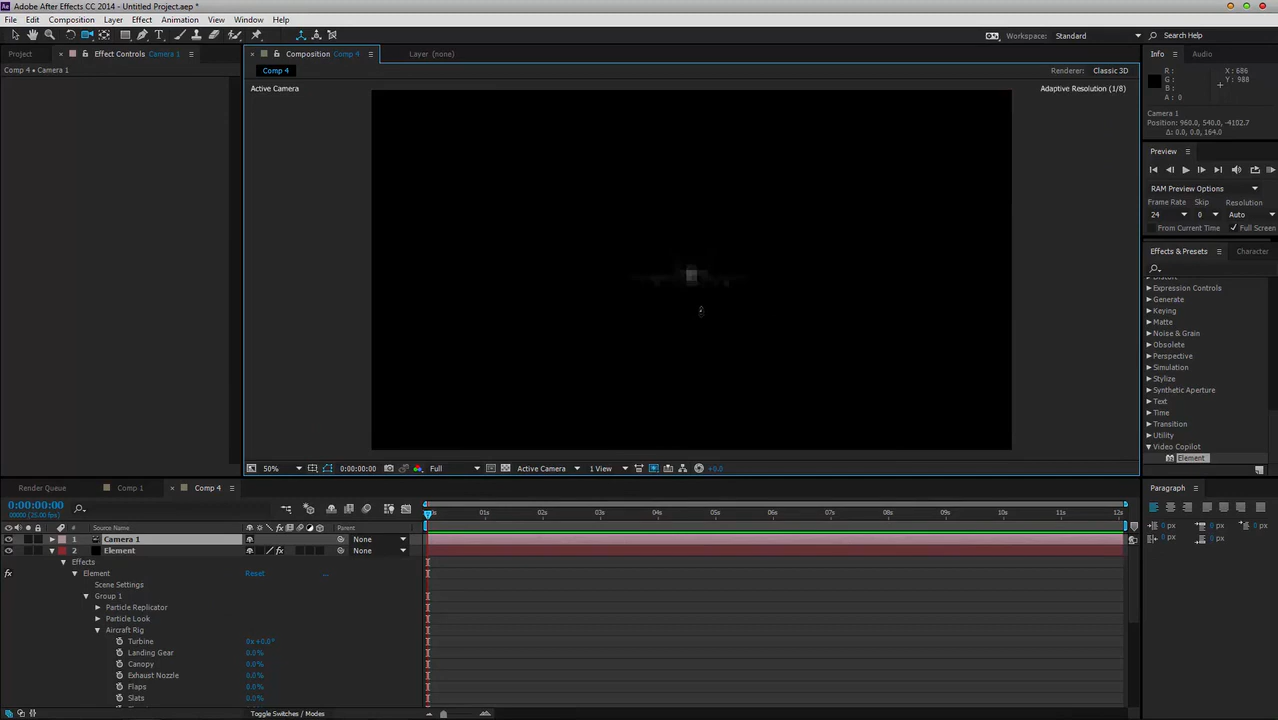 Adobe After Effects CC 2014 - Untitled Project.aep *
File Edit Composition Layer Effect Animation View Window Help
Workspace: Standard Search Help
Project Effect Controls Camera 1 Composition Comp 4 Layer (none) Info Audio
Comp 4 • Camera 1
Comp 4
Renderer: Classic 3D
R: X: 686
G: Y: 988
B:
A: 0
Active Camera
Adaptive Resolution (1/8)
Camera 1
Position: 960.0, 540.0, -4102.7
Δ: 0.0, 0.0, 164.0
Preview
RAM Preview Options
Frame Rate Skip Resolution
24 0 Auto
From Current Time Full Screen
Effects & Presets Character
Distort
Expression Controls
Generate
Keying
Matte
Noise & Grain
Obsolete
Perspective
Simulation
Stylize
Synthetic Aperture
Text
Time
Transition
Utility
Video Copilot
Element
50% 0:00:00:00 Full Active Camera 1 View +0.0
Render Queue Comp 1 Comp 4
Paragraph
0:00:00:00
00000 (25.00 fps)
01s 02s 03s 04s 05s 06s 07s 08s 09s 10s 11s 12s
# Source Name Parent
1 Camera 1 None
2 Element None
Effects
Element Reset
Scene Settings
Group 1
Particle Replicator
Particle Look
Aircraft Rig
Turbine 0x+0.0°
Landing Gear 0.0%
Canopy 0.0%
Exhaust Nozzle 0.0%
Flaps 0.0%
Slats 0.0%
0 px 0 px 0 px
0 px 0 px
Toggle Switches / Modes